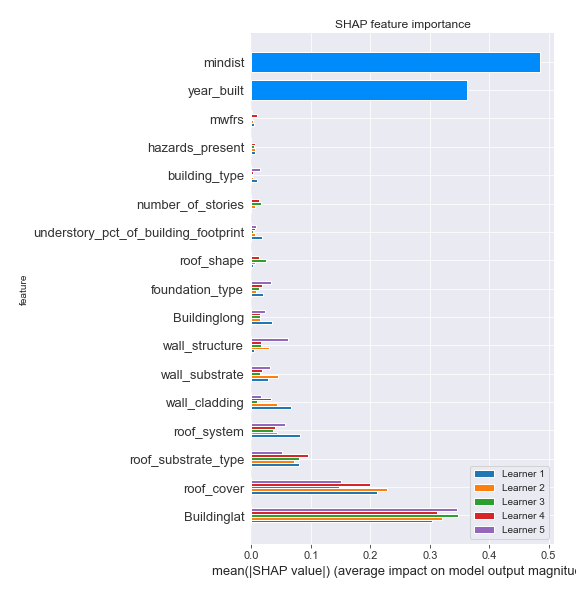 SHAP feature importance
mindist
year_built
mwfrs
hazards_present
building_type
number_of_stories
understory_pct_of_building_footprint
roof_shape
foundation_type
Buildinglong
wall_structure
wall_substrate
wall_cladding
roof_system
roof_substrate_type
roof_cover
Buildinglat
feature
Learner 1
Learner 2
Learner 3
Learner 4
Learner 5
0.0 0.1 0.2 0.3 0.4 0.5
mean(|SHAP value|) (average impact on model output magnitu